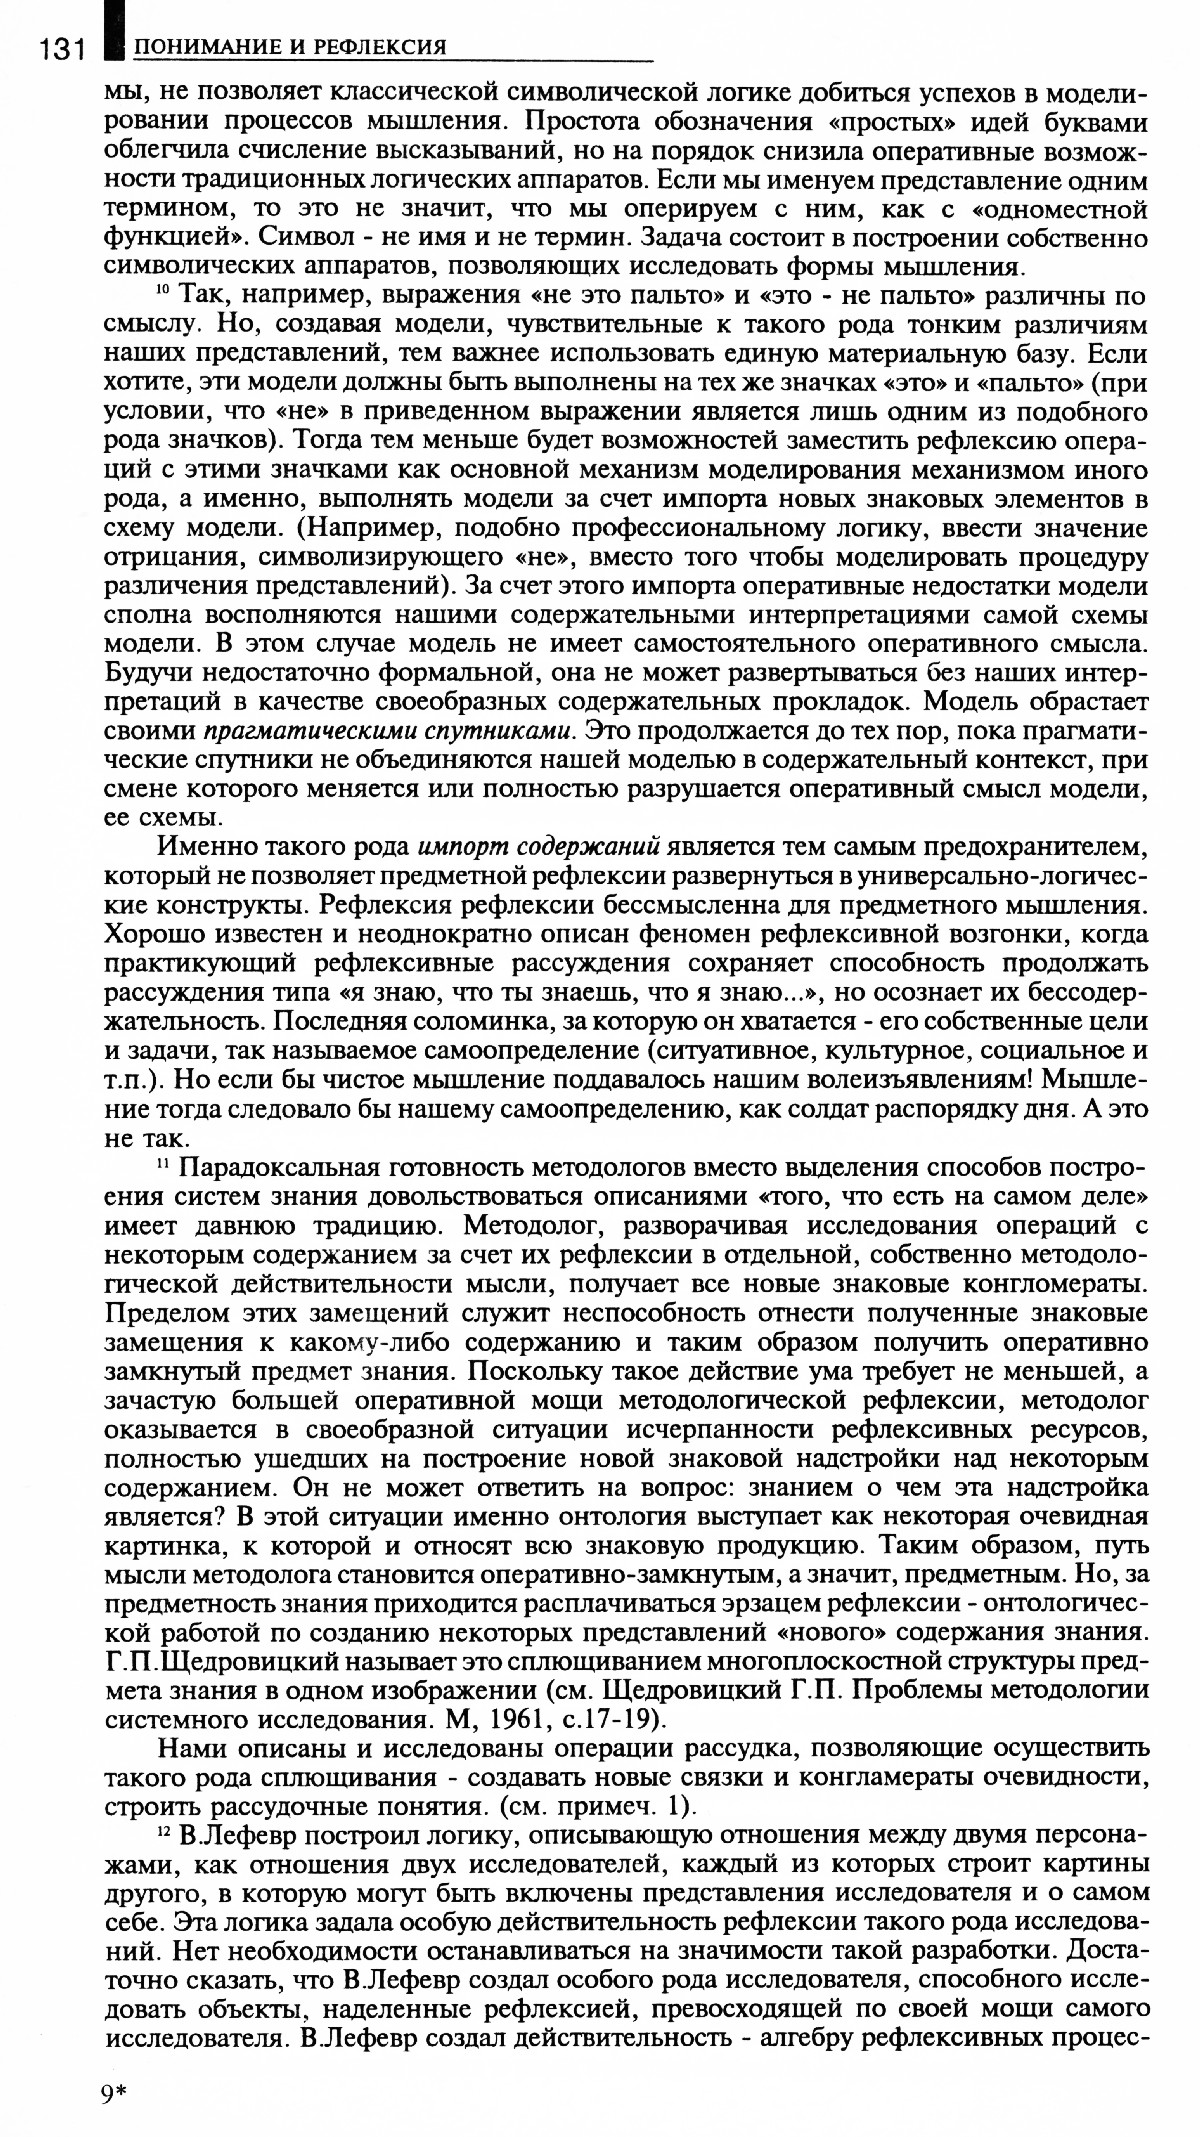 131 ПОНИМАНИЕ И РЕФЛЕКСИЯ
мы, не позволяет классической символической логике добиться успехов в модели-
ровании процессов мышления. Простота обозначения «простых» идей буквами
облегчила счисление высказываний, но на порядок снизила оперативные возмож-
ности традиционных логических аппаратов. Если мы именуем представление одним
термином, то это не значит, что мы оперируем с ним, как с «одноместной
функцией». Символ - не имя и не термин. Задача состоит в построении собственно
символических аппаратов, позволяющих исследовать формы мышления.
¹⁰ Так, например, выражения «не это пальто» и «это - не пальто» различны по
смыслу. Но, создавая модели, чувствительные к такого рода тонким различиям
наших представлений, тем важнее использовать единую материальную базу. Если
хотите, эти модели должны быть выполнены на тех же значках «это» и «пальто» (при
условии, что «не» в приведенном выражении является лишь одним из подобного
рода значков). Тогда тем меньше будет возможностей заместить рефлексию опера-
ций с этими значками как основной механизм моделирования механизмом иного
рода, а именно, выполнять модели за счет импорта новых знаковых элементов в
схему модели. (Например, подобно профессиональному логику, ввести значение
отрицания, символизирующего «не», вместо того чтобы моделировать процедуру
различения представлений). За счет этого импорта оперативные недостатки модели
сполна восполняются нашими содержательными интерпретациями самой схемы
модели. В этом случае модель не имеет самостоятельного оперативного смысла.
Будучи недостаточно формальной, она не может развертываться без наших интер-
претаций в качестве своеобразных содержательных прокладок. Модель обрастает
своими прагматическими спутниками. Это продолжается до тех пор, пока прагмати-
ческие спутники не объединяются нашей моделью в содержательный контекст, при
смене которого меняется или полностью разрушается оперативный смысл модели,
ее схемы.
Именно такого рода импорт содержаний является тем самым предохранителем,
который не позволяет предметной рефлексии развернуться в универсально-логичес-
кие конструкты. Рефлексия рефлексии бессмысленна для предметного мышления.
Хорошо известен и неоднократно описан феномен рефлексивной возгонки, когда
практикующий рефлексивные рассуждения сохраняет способность продолжать
рассуждения типа «я знаю, что ты знаешь, что я знаю...», но осознает их бессодер-
жательность. Последняя соломинка, за которую он хватается - его собственные цели
и задачи, так называемое самоопределение (ситуативное, культурное, социальное и
т.п.). Но если бы чистое мышление поддавалось нашим волеизъявлениям! Мышле-
ние тогда следовало бы нашему самоопределению, как солдат распорядку дня. А это
не так.
¹¹ Парадоксальная готовность методологов вместо выделения способов постро-
ения систем знания довольствоваться описаниями «того, что есть на самом деле»
имеет давнюю традицию. Методолог, разворачивая исследования операций с
некоторым содержанием за счет их рефлексии в отдельной, собственно методоло-
гической действительности мысли, получает все новые знаковые конгломераты.
Пределом этих замещений служит неспособность отнести полученные знаковые
замещения к какому-либо содержанию и таким образом получить оперативно
замкнутый предмет знания. Поскольку такое действие ума требует не меньшей, а
зачастую большей оперативной мощи методологической рефлексии, методолог
оказывается в своеобразной ситуации исчерпанности рефлексивных ресурсов,
полностью ушедших на построение новой знаковой надстройки над некоторым
содержанием. Он не может ответить на вопрос: знанием о чем эта надстройка
является? В этой ситуации именно онтология выступает как некоторая очевидная
картинка, к которой и относят всю знаковую продукцию. Таким образом, путь
мысли методолога становится оперативно-замкнутым, а значит, предметным. Но, за
предметность знания приходится расплачиваться эрзацем рефлексии - онтологичес-
кой работой по созданию некоторых представлений «нового» содержания знания.
Г.П.Щедровицкий называет это сплющиванием многоплоскостной структуры пред-
мета знания в одном изображении (см. Щедровицкий Г.П. Проблемы методологии
системного исследования. М, 1961, с.17-19).
Нами описаны и исследованы операции рассудка, позволяющие осуществить
такого рода сплющивания - создавать новые связки и конгламераты очевидности,
строить рассудочные понятия. (см. примеч. 1).
¹² В.Лефевр построил логику, описывающую отношения между двумя персона-
жами, как отношения двух исследователей, каждый из которых строит картины
другого, в которую могут быть включены представления исследователя и о самом
себе. Эта логика задала особую действительность рефлексии такого рода исследова-
ний. Нет необходимости останавливаться на значимости такой разработки. Доста-
точно сказать, что В.Лефевр создал особого рода исследователя, способного иссле-
довать объекты, наделенные рефлексией, превосходящей по своей мощи самого
исследователя. В.Лефевр создал действительность - алгебру рефлексивных процес-
9*